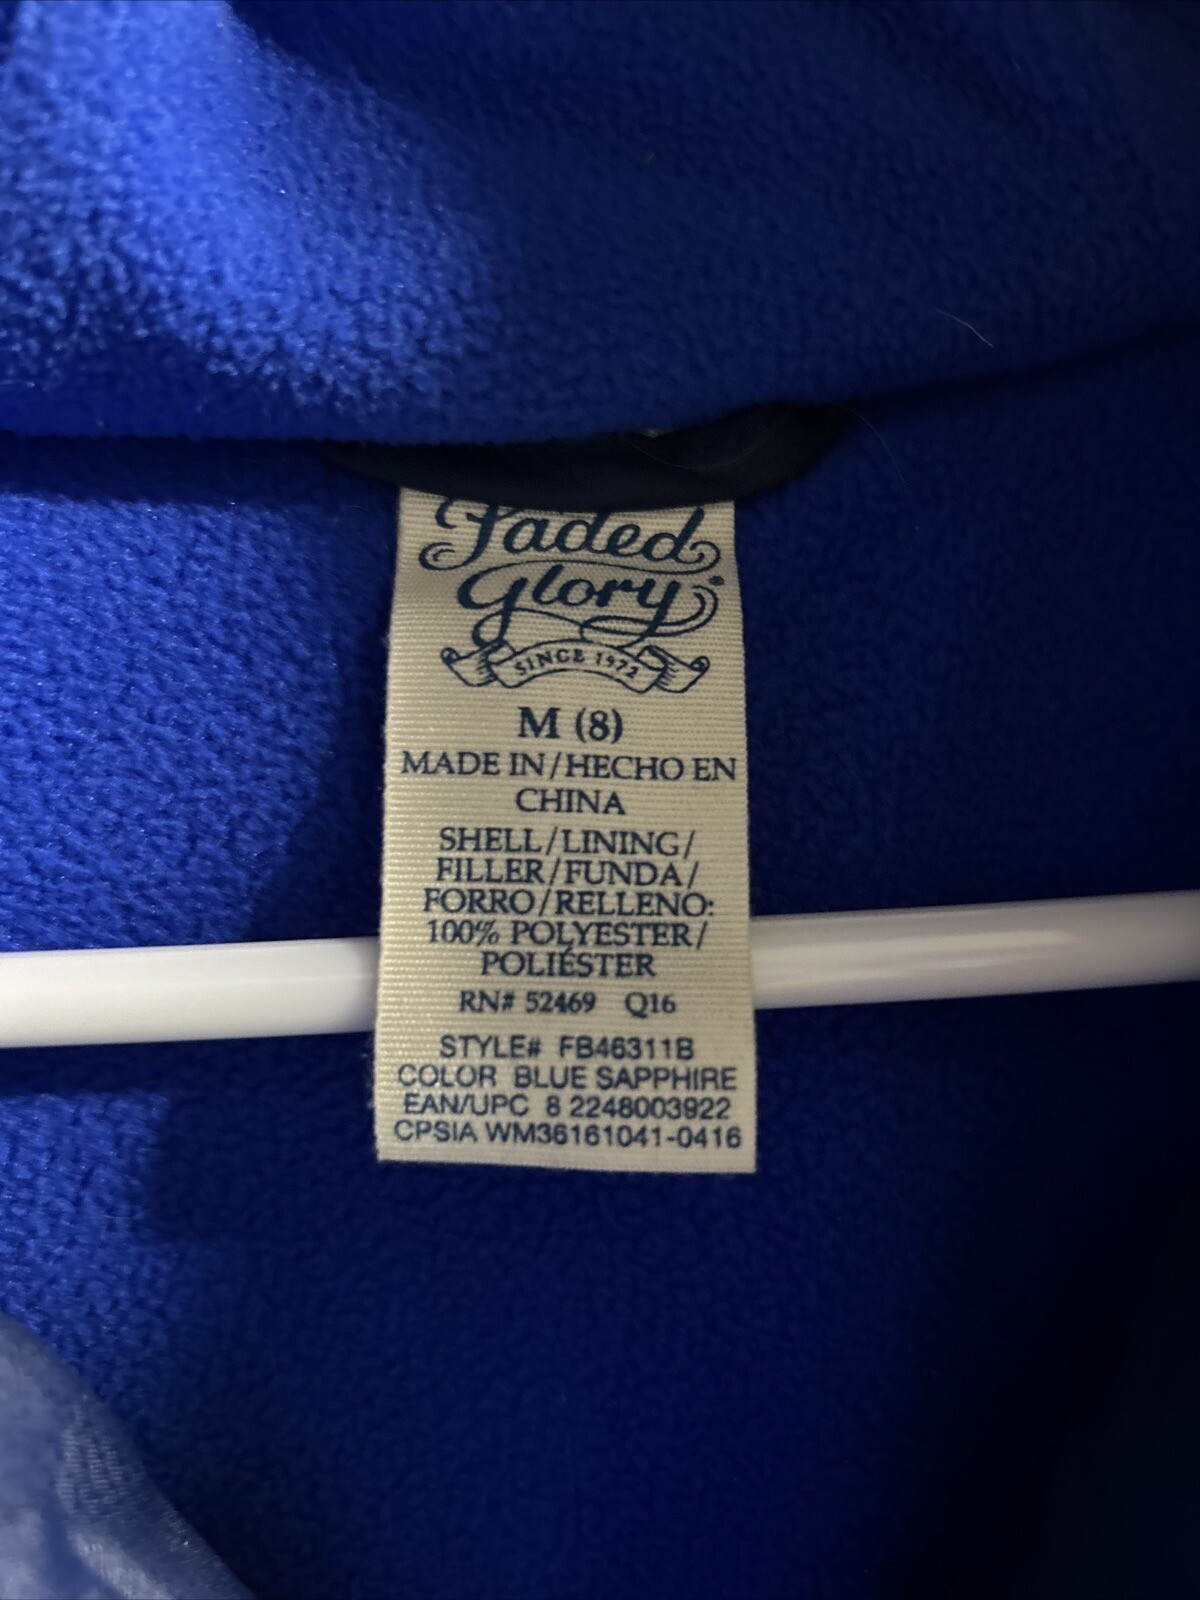 Faded
Glory®
SINCE 1972
M (8)
MADE IN/HECHO EN
CHINA
SHELL/LINING/
FILLER/FUNDA/
FORRO/RELLENO:
100% POLYESTER/
POLIÉSTER
RN# 52469 Q16
STYLE# FB46311B
COLOR BLUE SAPPHIRE
EAN/UPC 8 2248003922
CPSIA WM36161041-0416